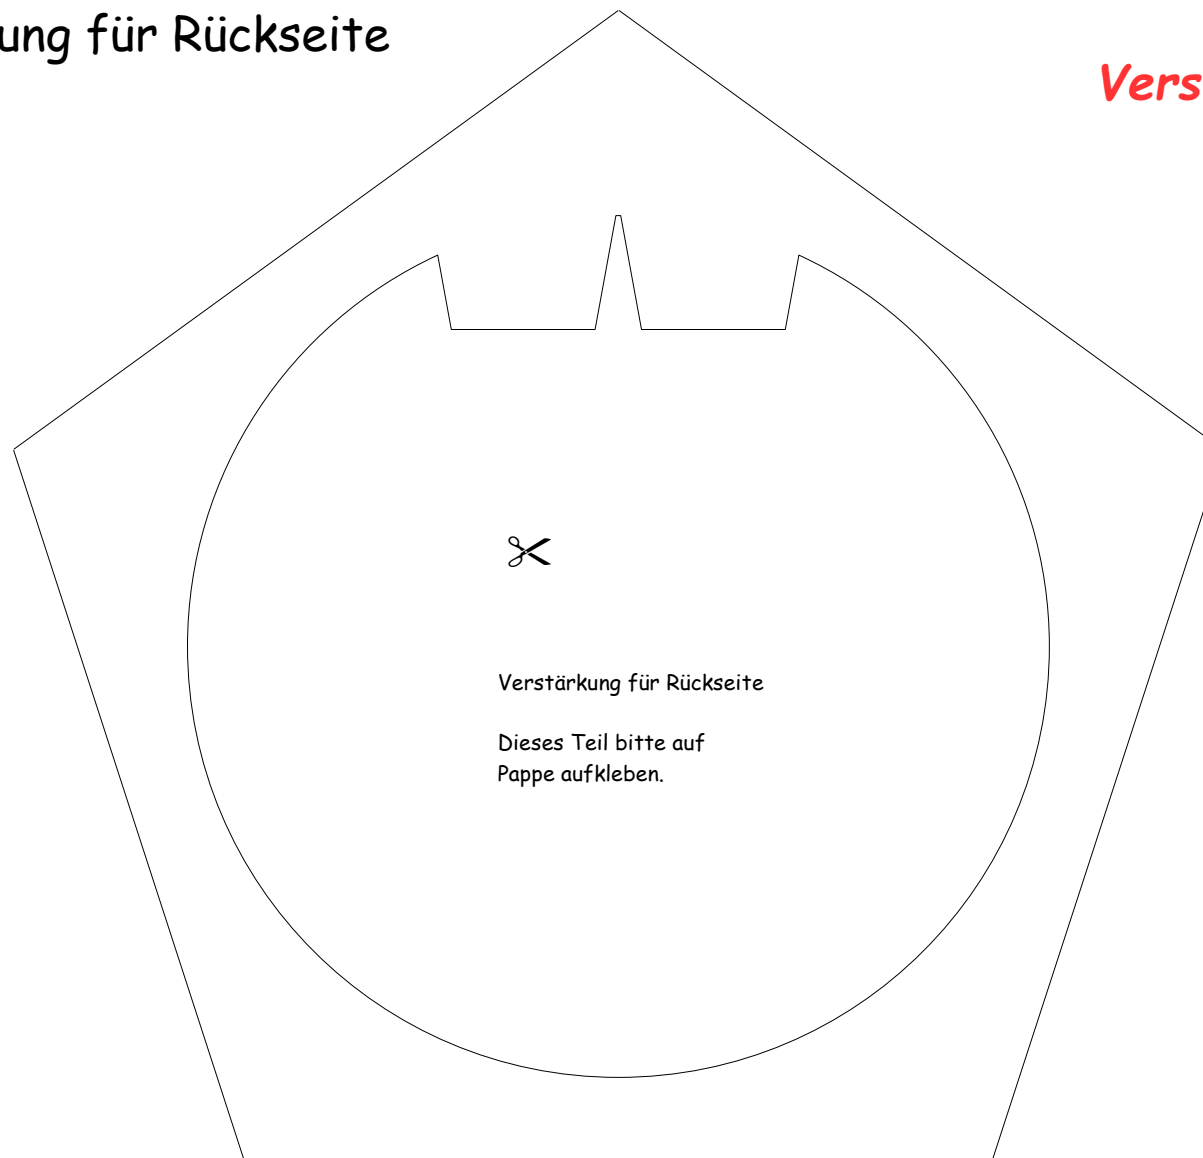 ung für Rückseite
Vers
Verstärkung für Rückseite
Dieses Teil bitte auf
Pappe aufkleben.